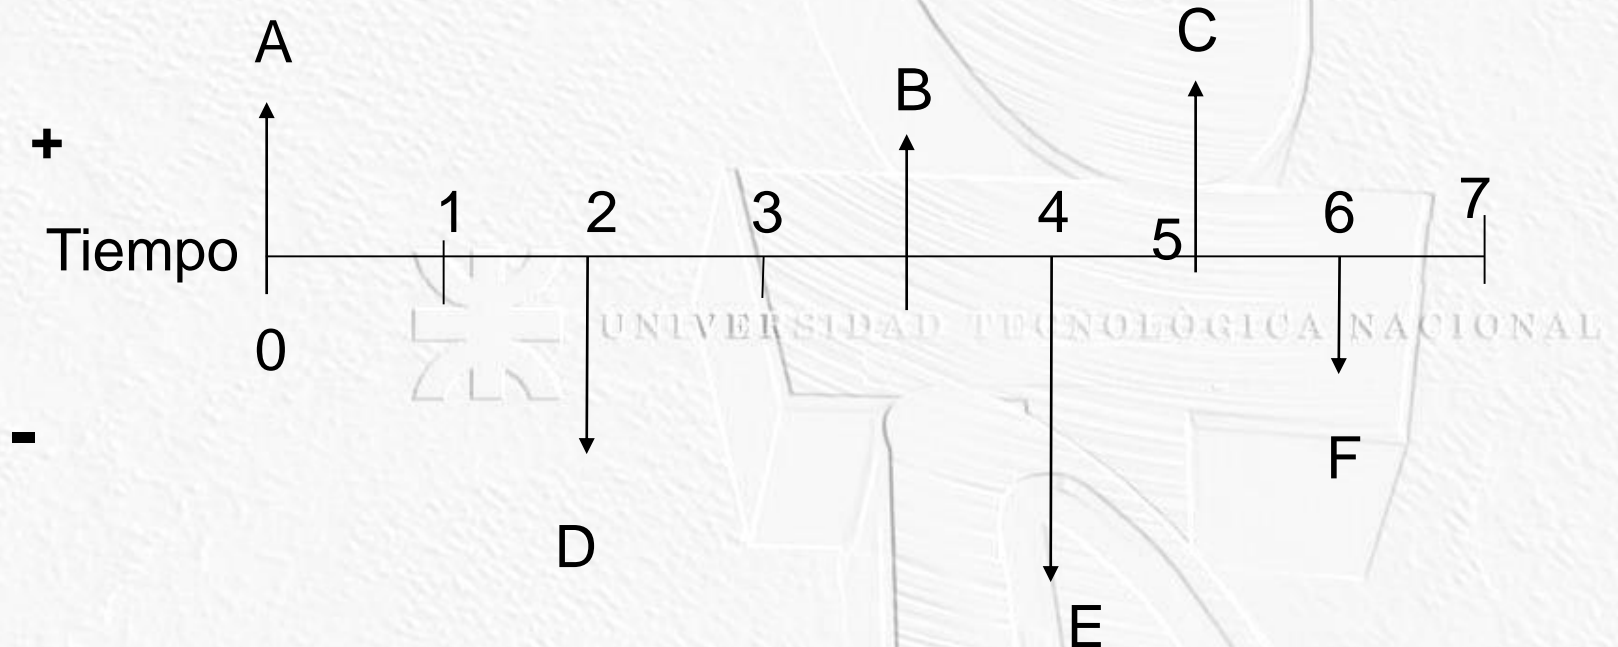 A
C
B
+
1 2 3 4 5 6 7
Tiempo
0
UNIVERSIDAD TECNOLÓGICA NACIONAL
-
F
D
E